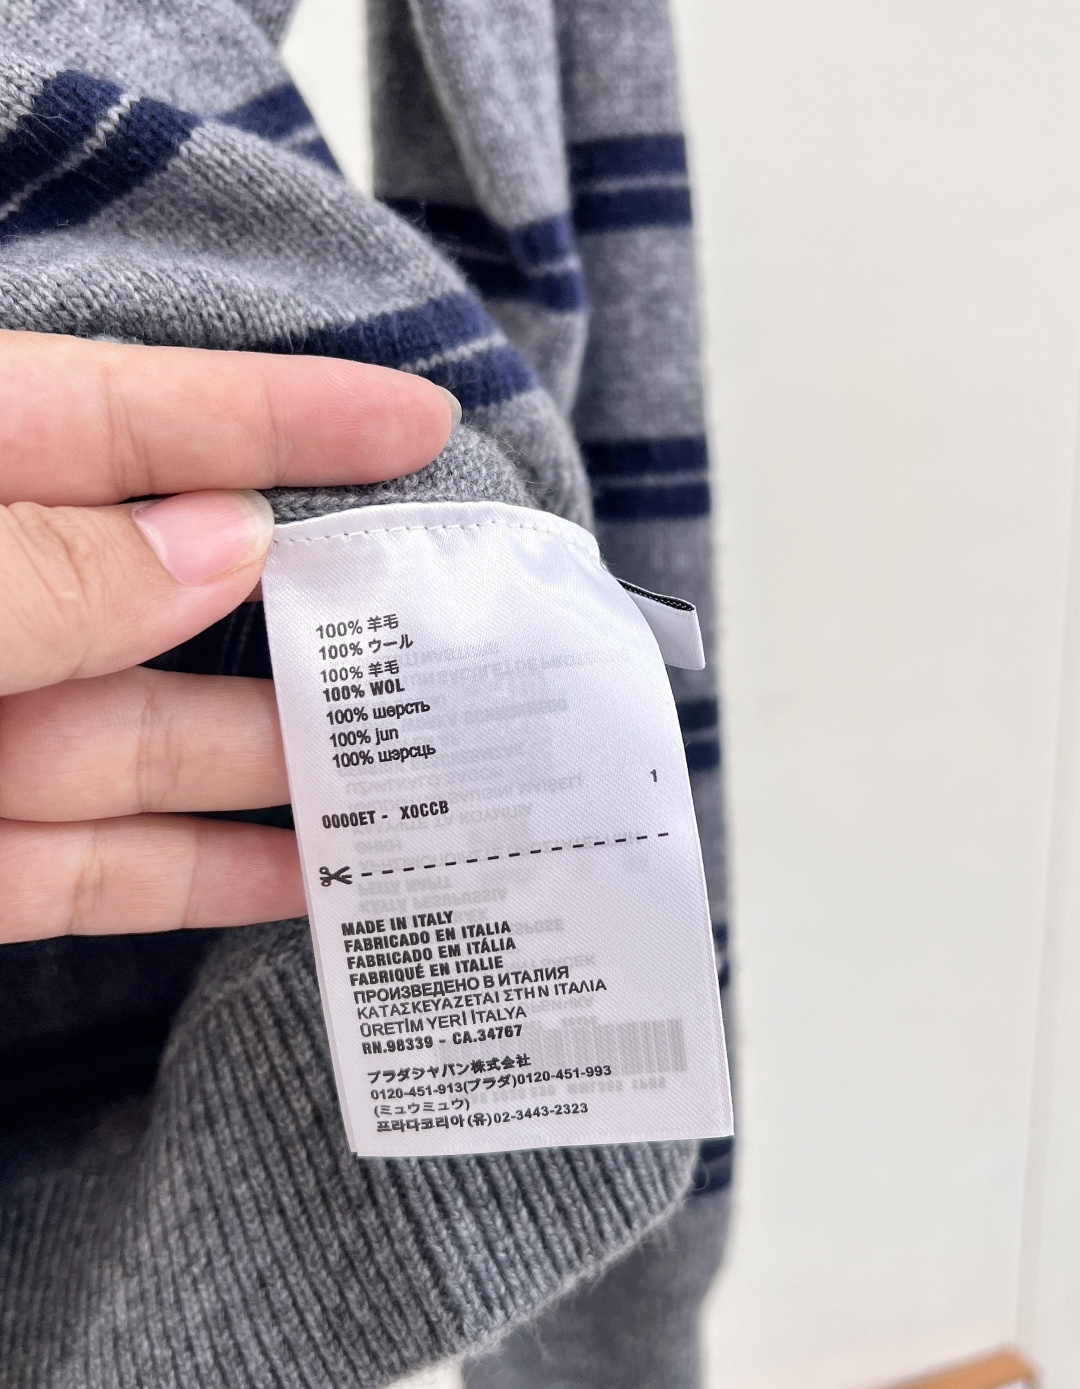 100% 羊毛
100% ウール
100% 羊毛
100% WOL
100% шерсть
100% jun
100% шэрсць
1
0000ET - X0CCB
MADE IN ITALY
FABRICADO EN ITALIA
FABRICADO EM ITÁLIA
FABRIQUÉ EN ITALIE
ПРОИЗВЕДЕНО В ИТАЛИЯ
ΚΑΤΑΣΚΕΥΑΖΕΤΑΙ ΣΤΗΝ ΙΤΑΛΙΑ
ÜRETİM YERİ İTALYA
RN.98339 - CA.34767
プラダジャパン株式会社
0120-451-913(プラダ)0120-451-993
(ミュウミュウ)
프라다코리아(유)02-3443-2323